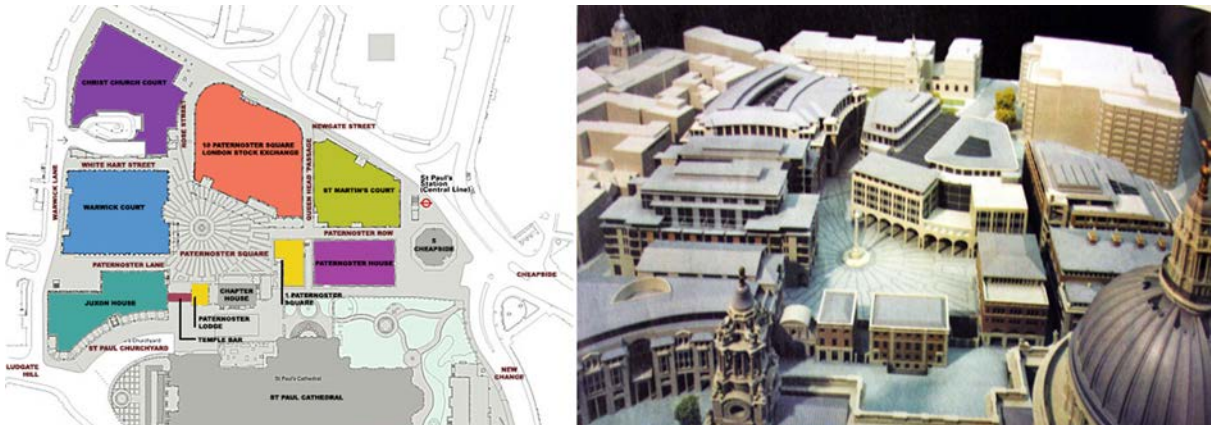 CHRIST CHURCH COURT
ROSE STREET
10 PATERNOSTER SQUARE
LONDON STOCK EXCHANGE
NEWGATE STREET
QUEEN HEAD PASSAGE
WHITE HART STREET
WARWICK LANE
WARWICK COURT
ST MARTIN'S COURT
St Paul's
Station
(Central Line)
PATERNOSTER ROW
PATERNOSTER SQUARE
PATERNOSTER HOUSE
5
CHEAPSIDE
CHEAPSIDE
PATERNOSTER LANE
JUXON HOUSE
CHAPTER
HOUSE
1 PATERNOSTER
SQUARE
PATERNOSTER
LODGE
TEMPLE BAR
ST PAUL CHURCHYARD
LUDGATE
HILL
NEW
CHANGE
St Paul's Cathedral
ST PAUL CATHEDRAL